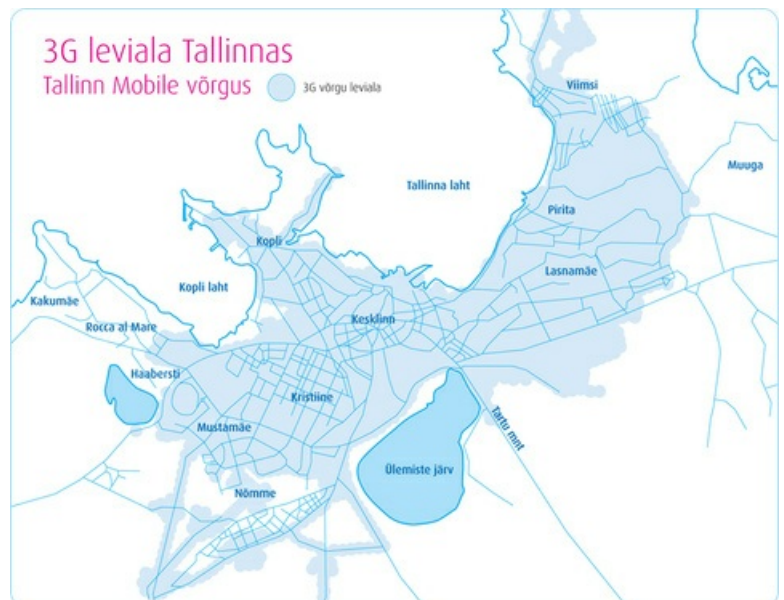 3G leviala Tallinnas
Tallinn Mobile võrgus
3G võrgu leviala
Viimsi
Muuga
Tallinna laht
Pirita
Kopli
Lasnamäe
Kopli laht
Kakumäe
Kesklinn
Rocca al Mare
Haabersti
Kristiine
Mustamäe
Tartu mnt
Ülemiste järv
Nõmme